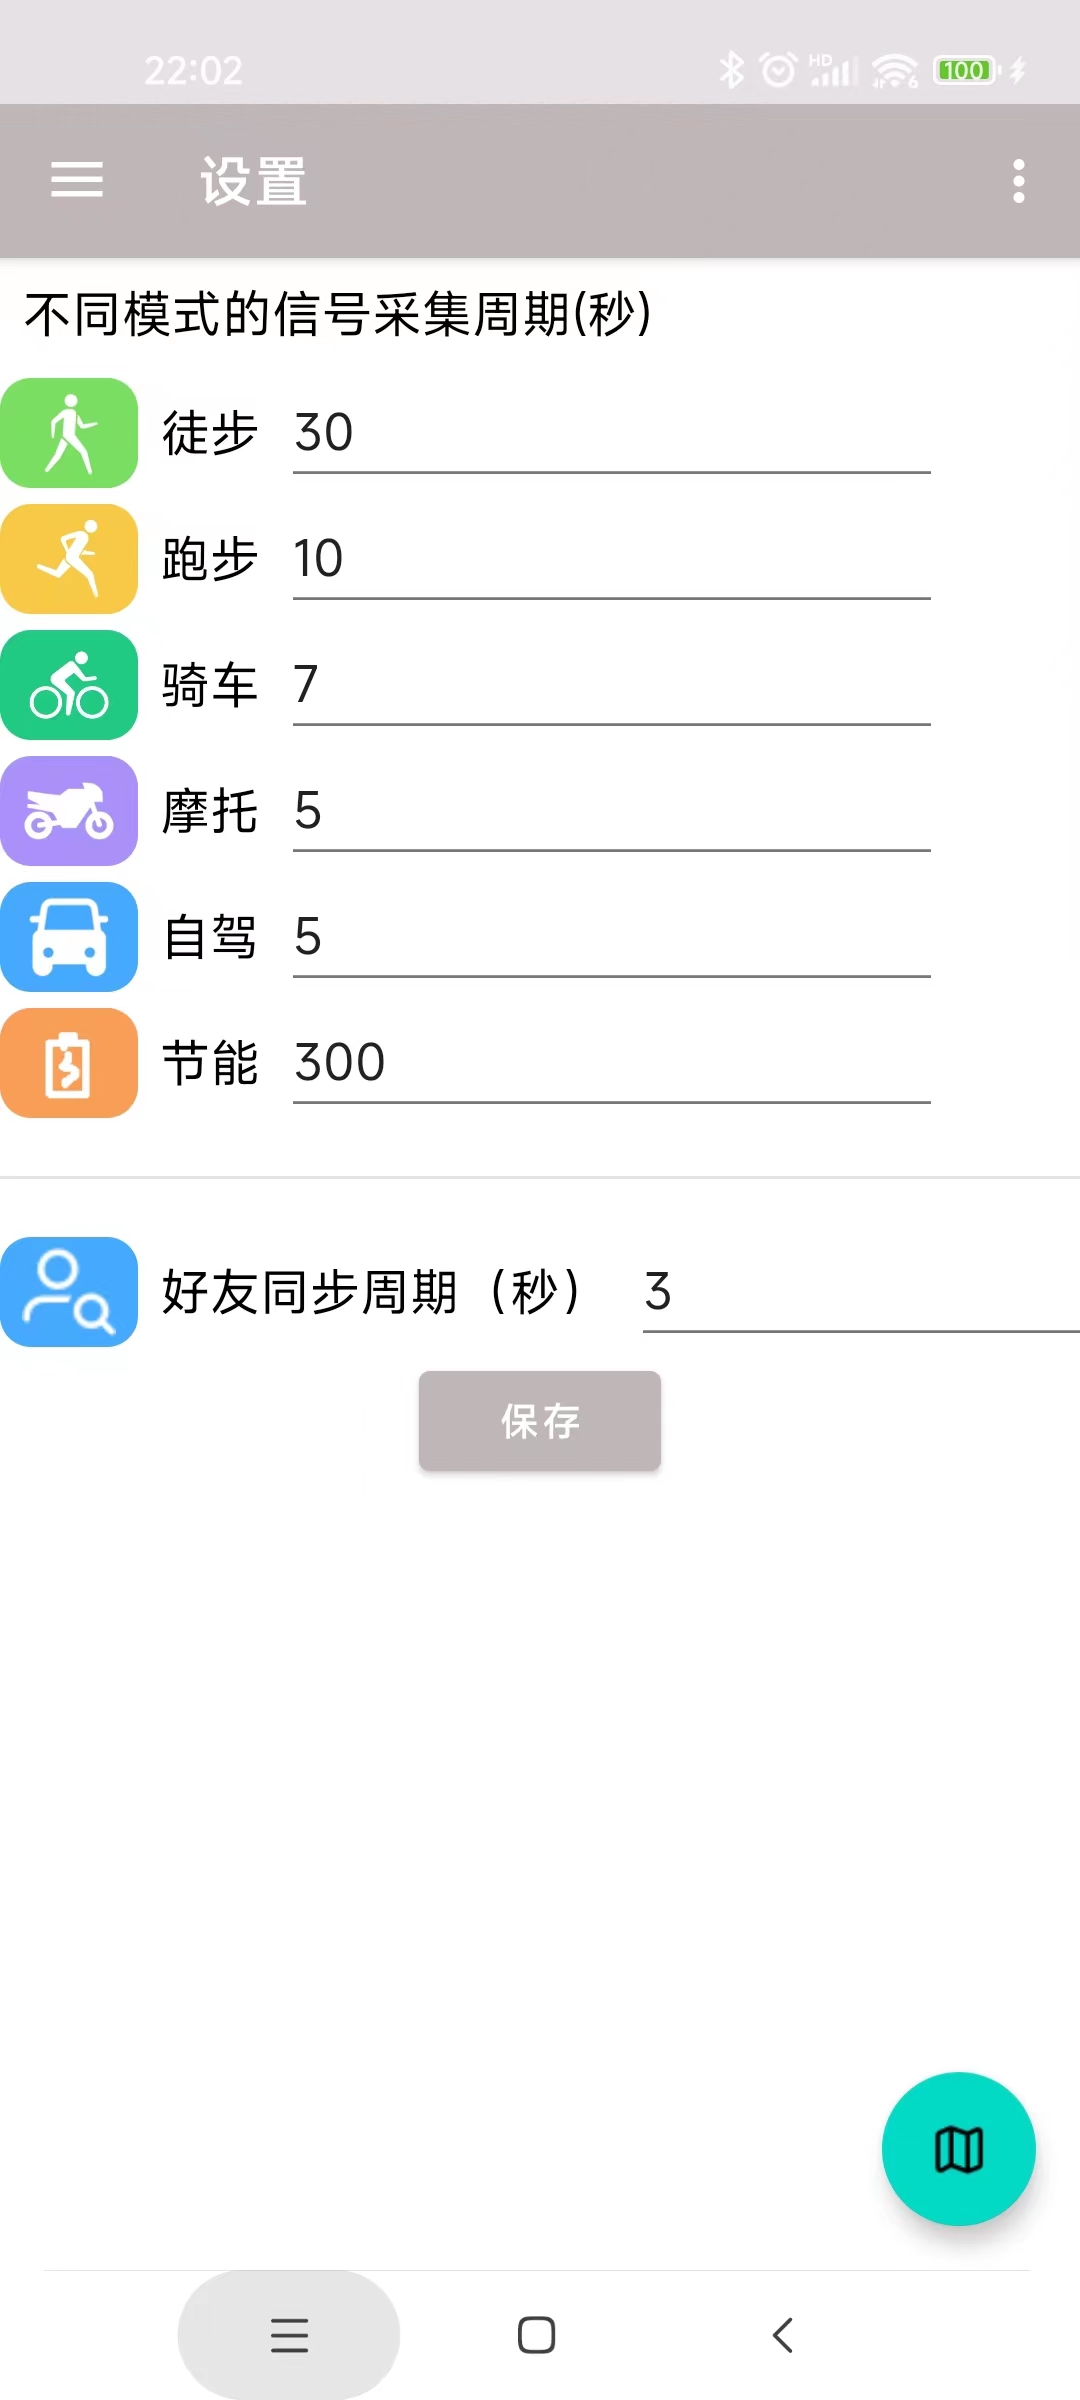 22:02 HD 6 100
设置
不同模式的信号采集周期(秒)
徒步 30
跑步 10
骑车 7
摩托 5
自驾 5
节能 300
好友同步周期（秒） 3
保存